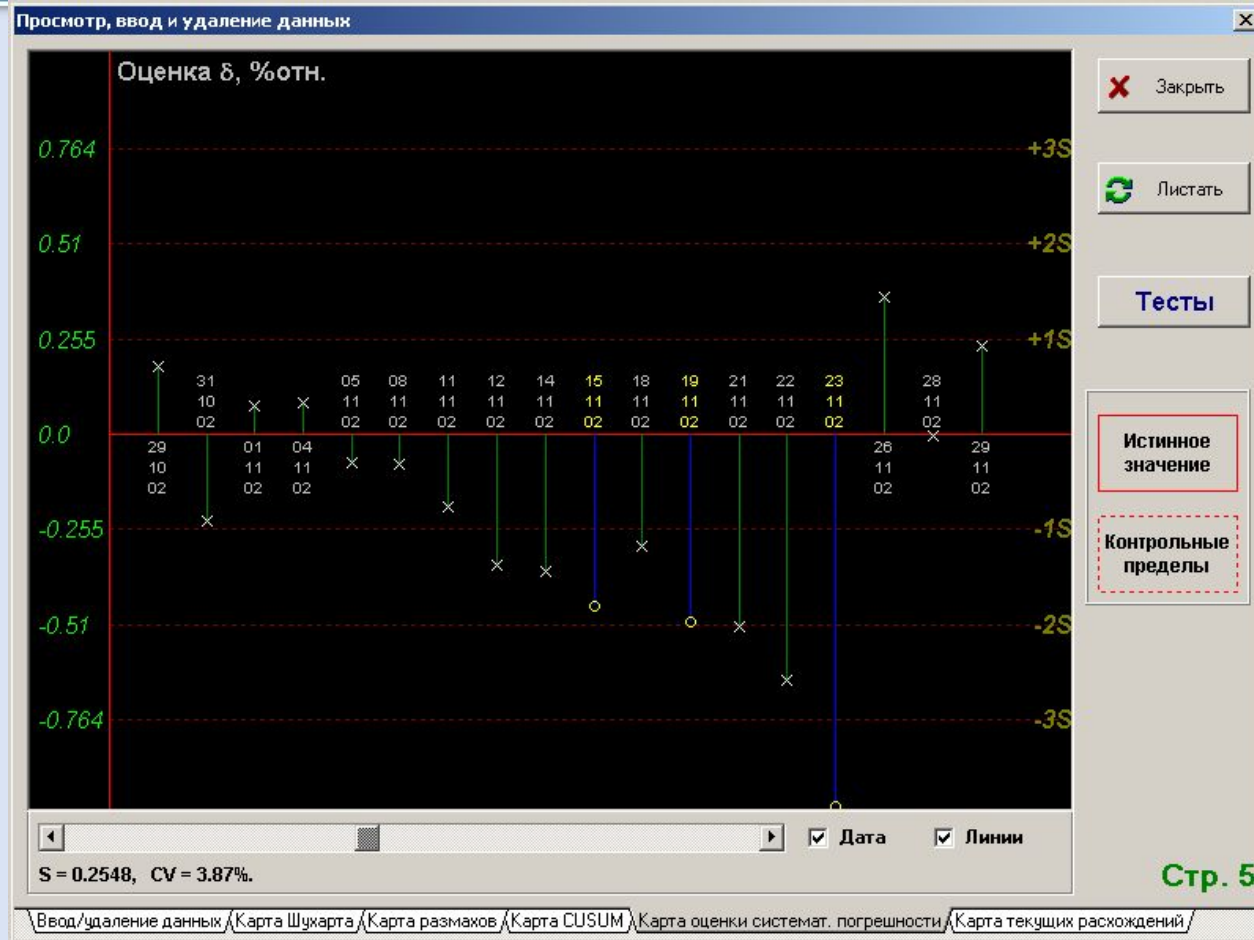 Просмотр, ввод и удаление данных
Оценка δ, %отн.
0.764
+3S
0.51
+2S
0.255
+1S
0.0
-0.255
-1S
-0.51
-2S
-0.764
-3S
29
10
02
31
10
02
01
11
02
04
11
02
05
11
02
08
11
02
11
11
02
12
11
02
14
11
02
15
11
02
18
11
02
19
11
02
21
11
02
22
11
02
23
11
02
26
11
02
28
11
02
29
11
02
Закрыть
Листать
Тесты
Истинное
значение
Контрольные
пределы
Дата
Линии
S = 0.2548, CV = 3.87%.
Стр. 5
Ввод/удаление данных
Карта Шухарта
Карта размахов
Карта CUSUM
Карта оценки системат. погрешности
Карта текущих расхождений